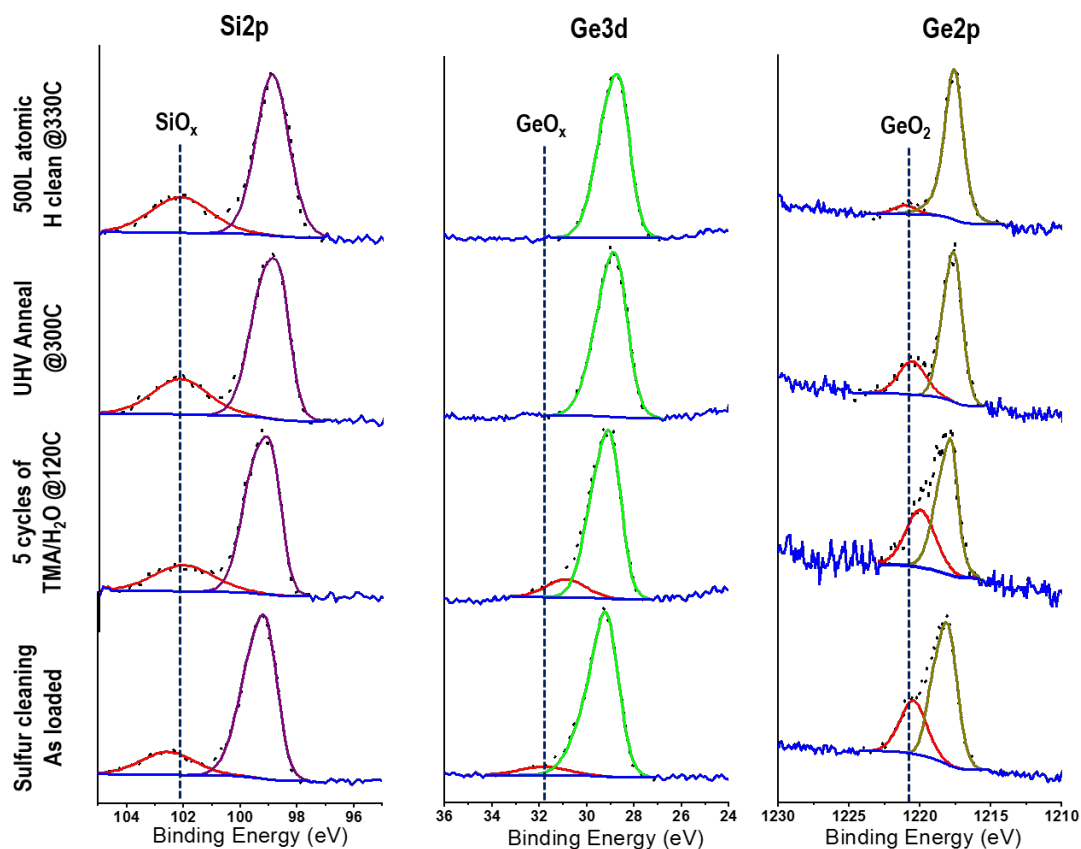 Si2p
Ge3d
Ge2p
500L atomic
H clean @330C
SiOₓ
GeOₓ
GeO₂
UHV Anneal
@300C
5 cycles of
TMA/H₂O @120C
Sulfur cleaning
As loaded
104 102 100 98 96
36 34 32 30 28 26 24
1230 1225 1220 1215 1210
Binding Energy (eV)
Binding Energy (eV)
Binding Energy (eV)